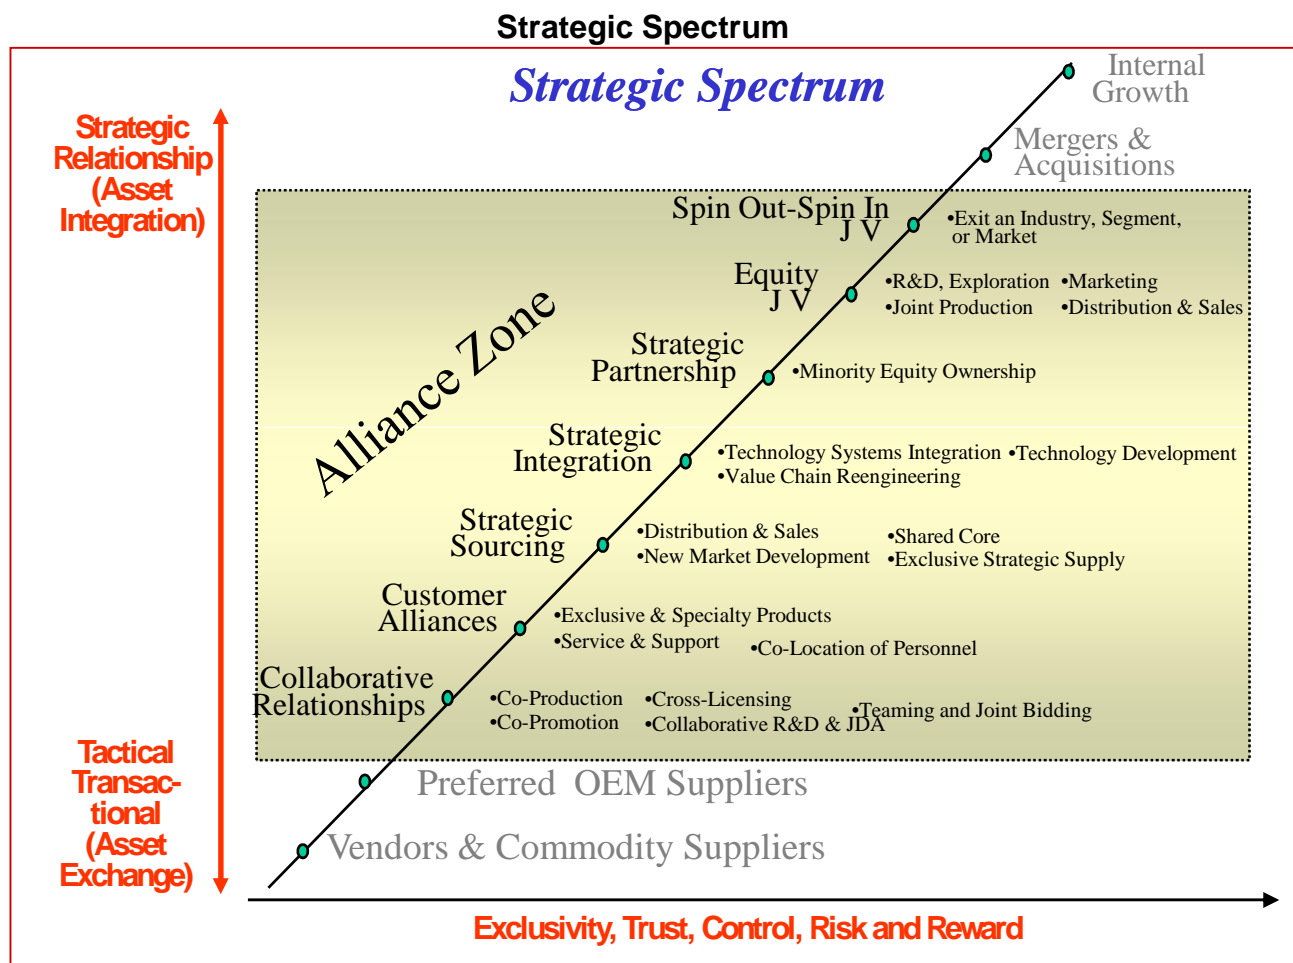 Strategic Spectrum
Strategic Spectrum
Internal
Growth
Mergers &
Acquisitions
Strategic
Relationship
(Asset
Integration)
Spin Out-Spin In
J V
•Exit an Industry, Segment,
or Market
Equity
J V
•R&D, Exploration •Marketing
•Joint Production •Distribution & Sales
Alliance Zone
Strategic
Partnership
•Minority Equity Ownership
Strategic
Integration
•Technology Systems Integration •Technology Development
•Value Chain Reengineering
Strategic
Sourcing
•Distribution & Sales •Shared Core
•New Market Development •Exclusive Strategic Supply
Customer
Alliances
•Exclusive & Specialty Products
•Service & Support •Co-Location of Personnel
Collaborative
Relationships
•Co-Production •Cross-Licensing •Teaming and Joint Bidding
•Co-Promotion •Collaborative R&D & JDA
Tactical
Transac-
tional
(Asset
Exchange)
Preferred OEM Suppliers
Vendors & Commodity Suppliers
Exclusivity, Trust, Control, Risk and Reward